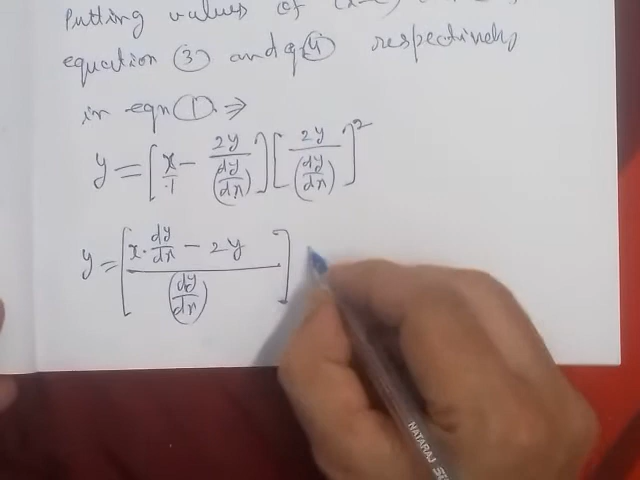 Putting values of
equation (3) and eqn (4) respectively
in eqn (1) ⇒
y = [x/1 - 2y/(dy/dx)] [2y/(dy/dx)]^2
y = [(x. dy/dx - 2y)/(dy/dx)]
NATARAJ